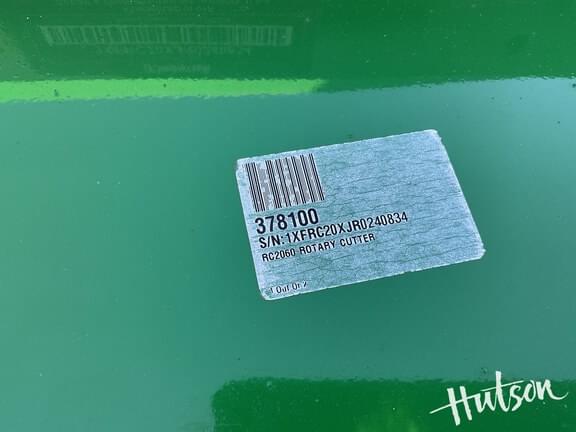 378100
S/N:1XFRC20XJR0240834
RC2060 ROTARY CUTTER
1 Out Of 2
Hutson